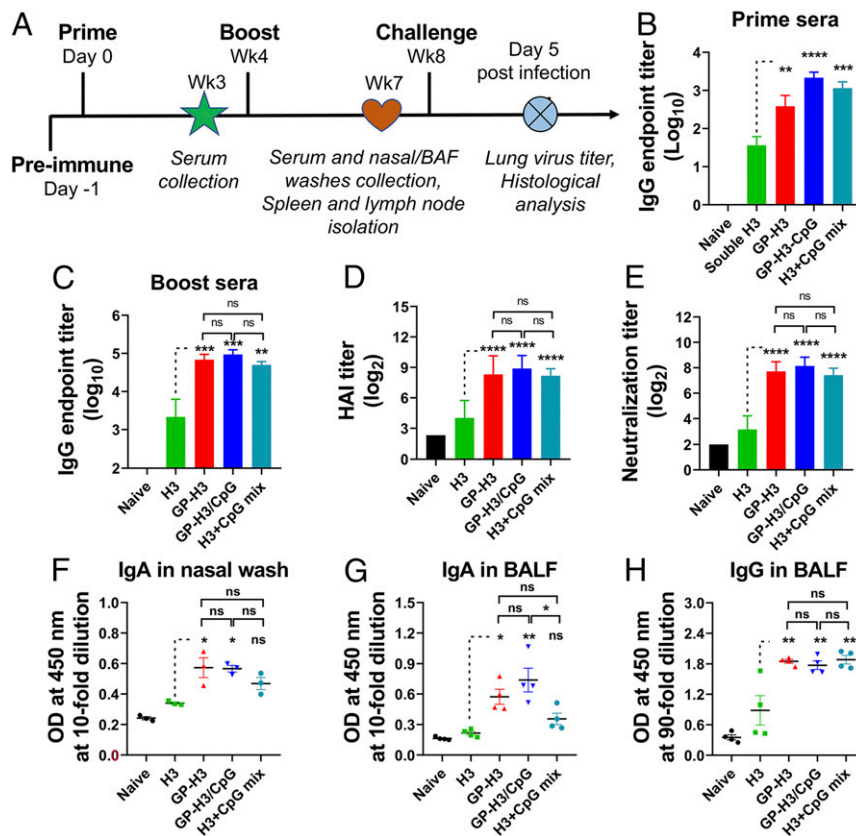 A
Prime
Day 0
Boost
Wk4
Challenge
Wk8
Day 5
post infection
Wk3
Wk7
Pre-immune
Day -1
Serum
collection
Serum and nasal/BAF
washes collection,
Spleen and lymph node
isolation
Lung virus titer,
Histological
analysis
B
Prime sera
IgG endpoint titer
(Log10)
4
3
2
1
0
**
****
***
Naive
Souble H3
GP-H3
GP-H3-CpG
H3+CpG mix
C
Boost sera
IgG endpoint titer
(log10)
6
5
4
3
2
ns
ns
ns
***
***
**
Naive
H3
GP-H3
GP-H3/CpG
H3+CpG mix
D
HAI titer
(log2)
15
12
9
6
3
0
ns
ns
ns
****
****
****
Naive
H3
GP-H3
GP-H3/CpG
H3+CpG mix
E
Neutralization titer
(log2)
10
8
6
4
2
0
ns
ns
ns
****
****
****
Naive
H3
GP-H3
GP-H3/CpG
H3+CpG mix
F
IgA in nasal wash
OD at 450 nm
at 10-fold dilution
1.0
0.8
0.6
0.4
0.2
0.0
ns
ns
ns
*
*
ns
Naive
H3
GP-H3
GP-H3/CpG
H3+CpG mix
G
IgA in BALF
OD at 450 nm
at 10-fold dilution
1.5
1.2
0.9
0.6
0.3
0.0
ns
ns
*
*
**
ns
Naive
H3
GP-H3
GP-H3/CpG
H3+CpG mix
H
IgG in BALF
OD at 450 nm
at 90-fold dilution
3.0
2.4
1.8
1.2
0.6
0.0
ns
ns
ns
**
**
**
Naive
H3
GP-H3
GP-H3/CpG
H3+CpG mix